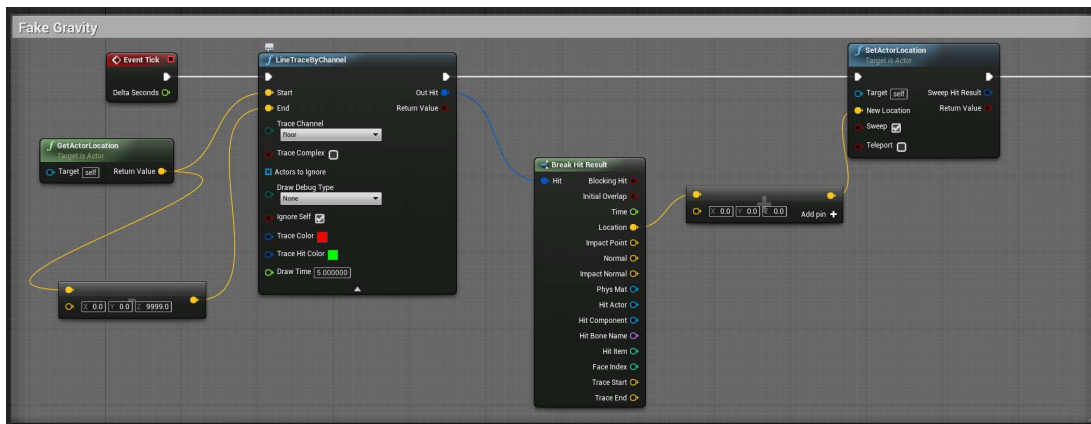 Fake Gravity
Event Tick
Delta Seconds
GetActorLocation
Target is Actor
Target self Return Value
X 0.0 Y 0.0 Z 9999.0
LineTraceByChannel
Start Out Hit
End Return Value
Trace Channel
floor
Trace Complex
Actors to Ignore
Draw Debug Type
None
Ignore Self
Trace Color
Trace Hit Color
Draw Time 5.000000
Break Hit Result
Hit Blocking Hit
Initial Overlap
Time
Location
Impact Point
Normal
Impact Normal
Phys Mat
Hit Actor
Hit Component
Hit Bone Name
Hit Item
Face Index
Trace Start
Trace End
X 0.0 Y 0.0 Z 0.0 Add pin +
SetActorLocation
Target is Actor
Target self Sweep Hit Result
New Location Return Value
Sweep
Teleport